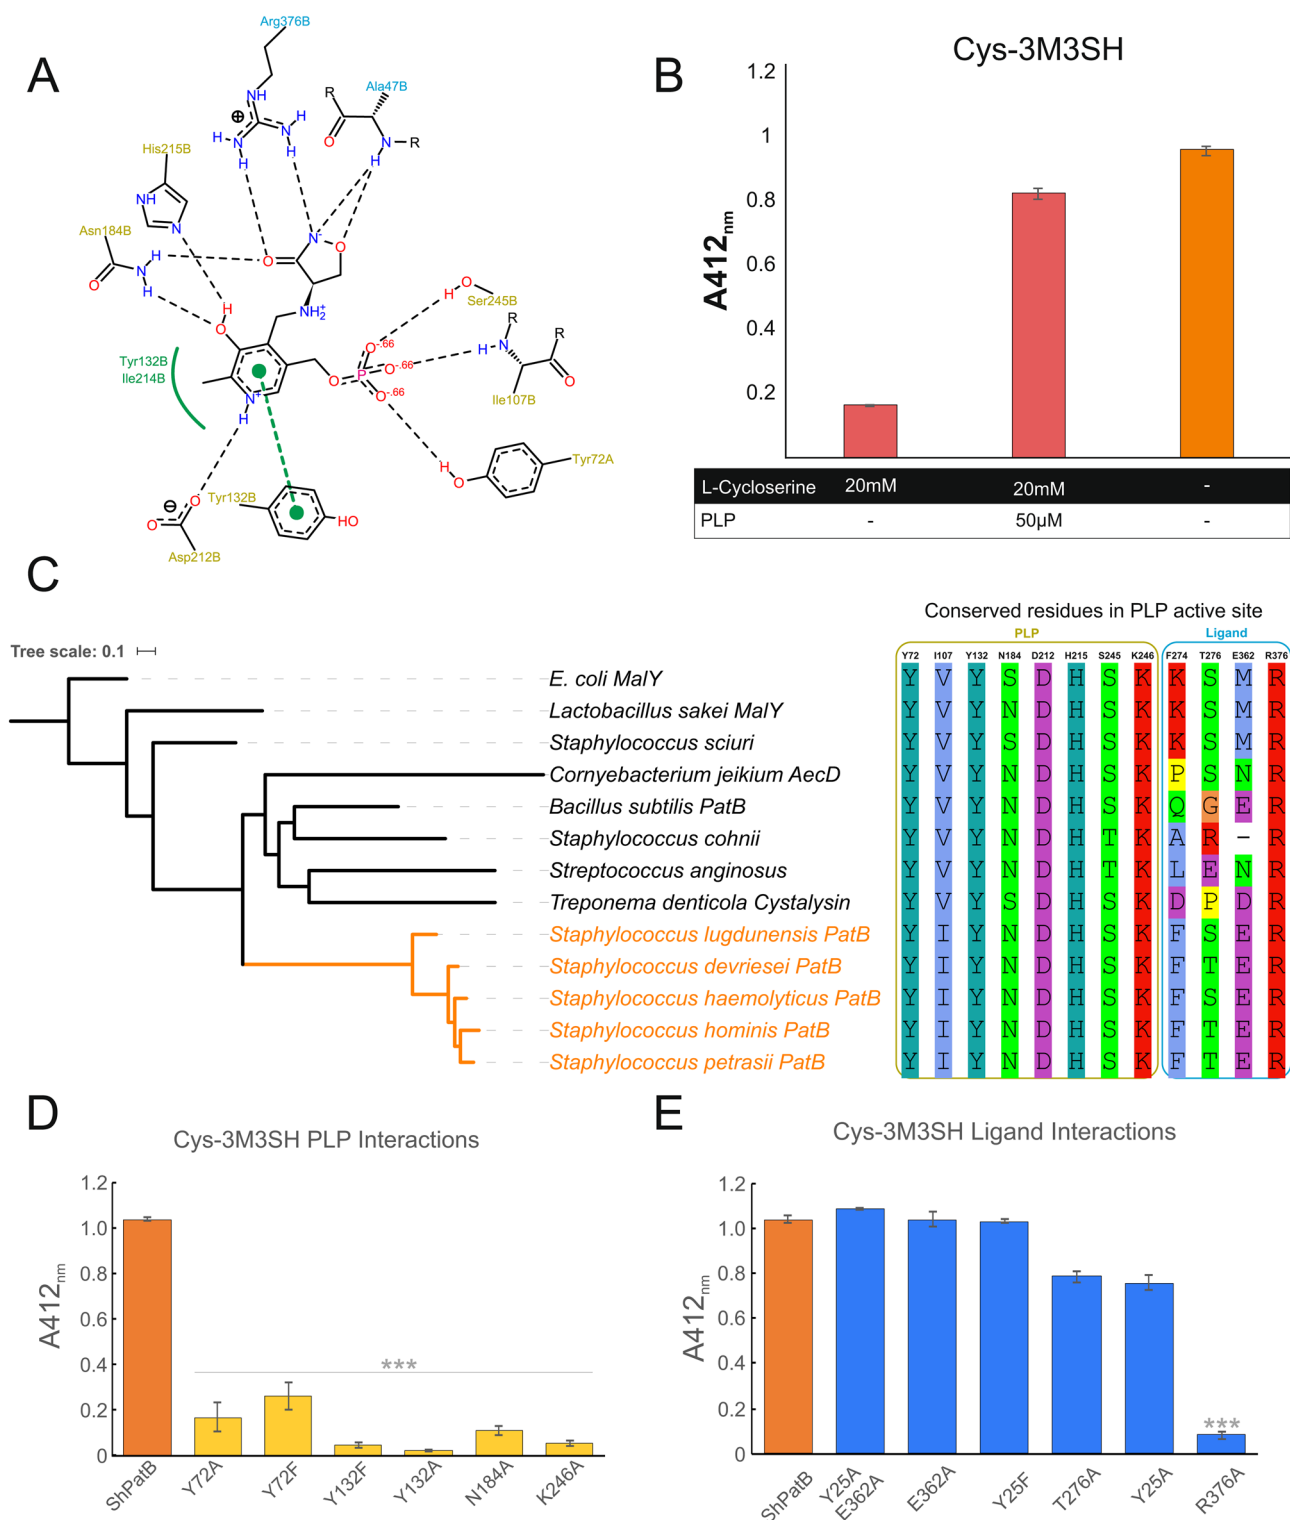 A
Arg376B
Ala47B
His215B
Asn184B
Ser245B
Tyr132B
Ile214B
Ile107B
Tyr72A
Tyr132B
Asp212B
NH
H
H
N
N
H
H
R
O
N
R
H
NH
N
O
N
H
H
N-
O
O
H
O
NH2+
H
O
R
H
N
R
O
O-.66
O-.66
O-.66
P
O
N+
H
H
O
O
O
HO
B
Cys-3M3SH
A412nm
1.2
1
0.8
0.6
0.4
0.2
L-Cycloserine 20mM 20mM -
PLP - 50µM -
C
Conserved residues in PLP active site
PLP Ligand
Tree scale: 0.1
Y72 I107 Y132 N184 D212 H215 S245 K246 F274 T276 E362 R376
E. coli MalY Y V Y S D H S K K S M R
Lactobacillus sakei MalY Y V Y N D H S K K S M R
Staphylococcus sciuri Y V Y S D H S K K S M R
Cornyebacterium jeikium AecD Y V Y N D H S K P S N R
Bacillus subtilis PatB Y V Y N D H S K Q G E R
Staphylococcus cohnii Y V Y N D H T K A R - R
Streptococcus anginosus Y V Y N D H T K L E N R
Treponema denticola Cystalysin Y V Y S D H S K D P D R
Staphylococcus lugdunensis PatB Y I Y N D H S K F S E R
Staphylococcus devriesei PatB Y I Y N D H S K F T E R
Staphylococcus haemolyticus PatB Y I Y N D H S K F S E R
Staphylococcus hominis PatB Y I Y N D H S K F T E R
Staphylococcus petrasii PatB Y I Y N D H S K F T E R
D
Cys-3M3SH PLP Interactions
A412nm
1.2
1.0
0.8
0.6
0.4
0.2
0
***
ShPatB Y72A Y72F Y132F Y132A N184A K246A
E
Cys-3M3SH Ligand Interactions
A412nm
1.2
1.0
0.8
0.6
0.4
0.2
0
***
ShPatB Y25A E362A E362A Y25F T276A Y25A R376A